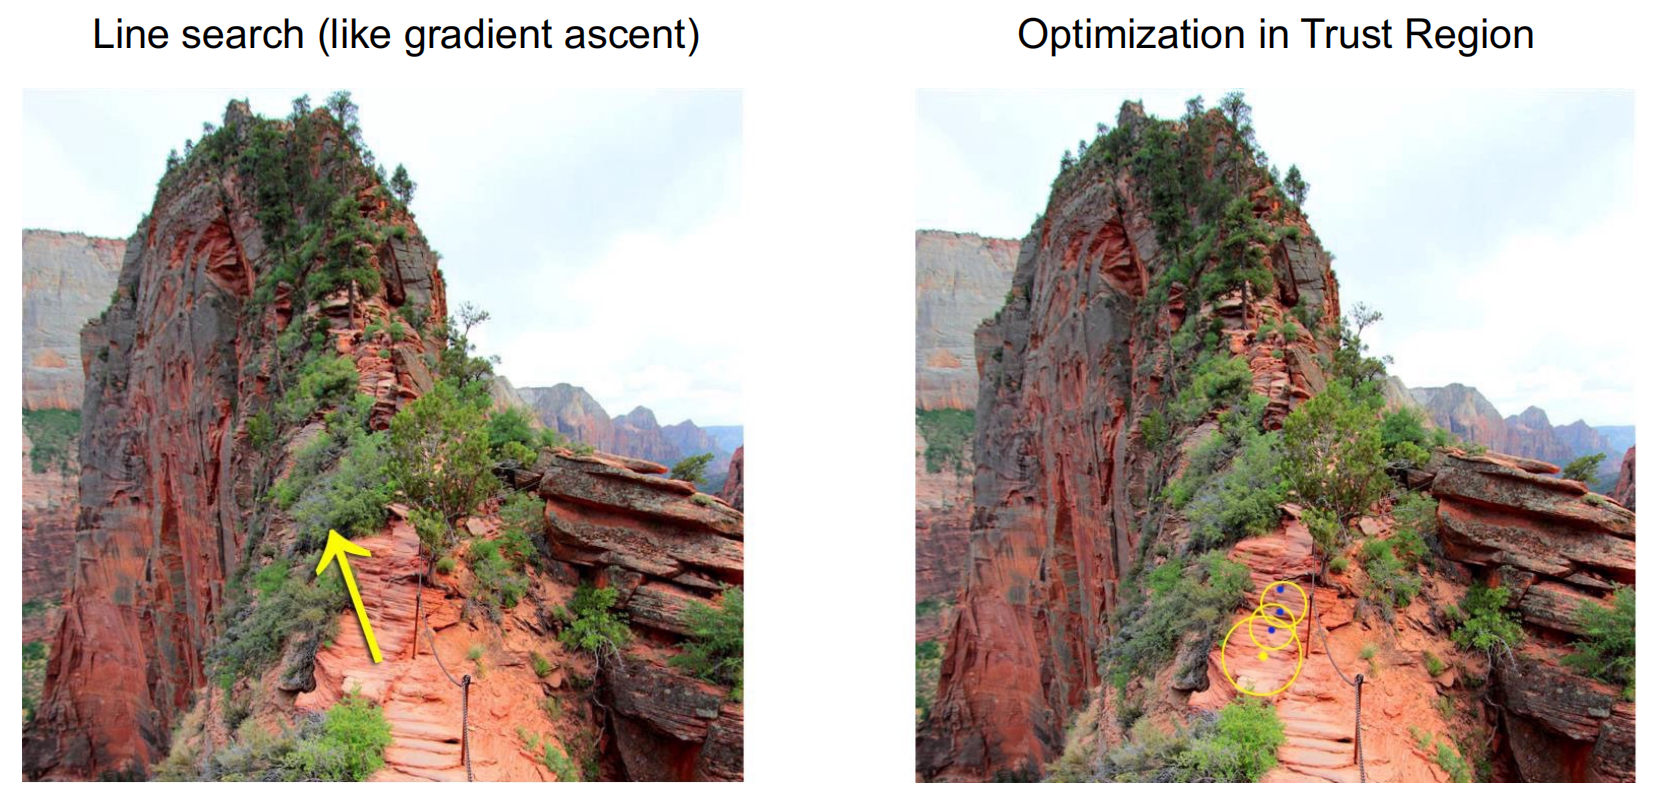 Line search (like gradient ascent)
Optimization in Trust Region